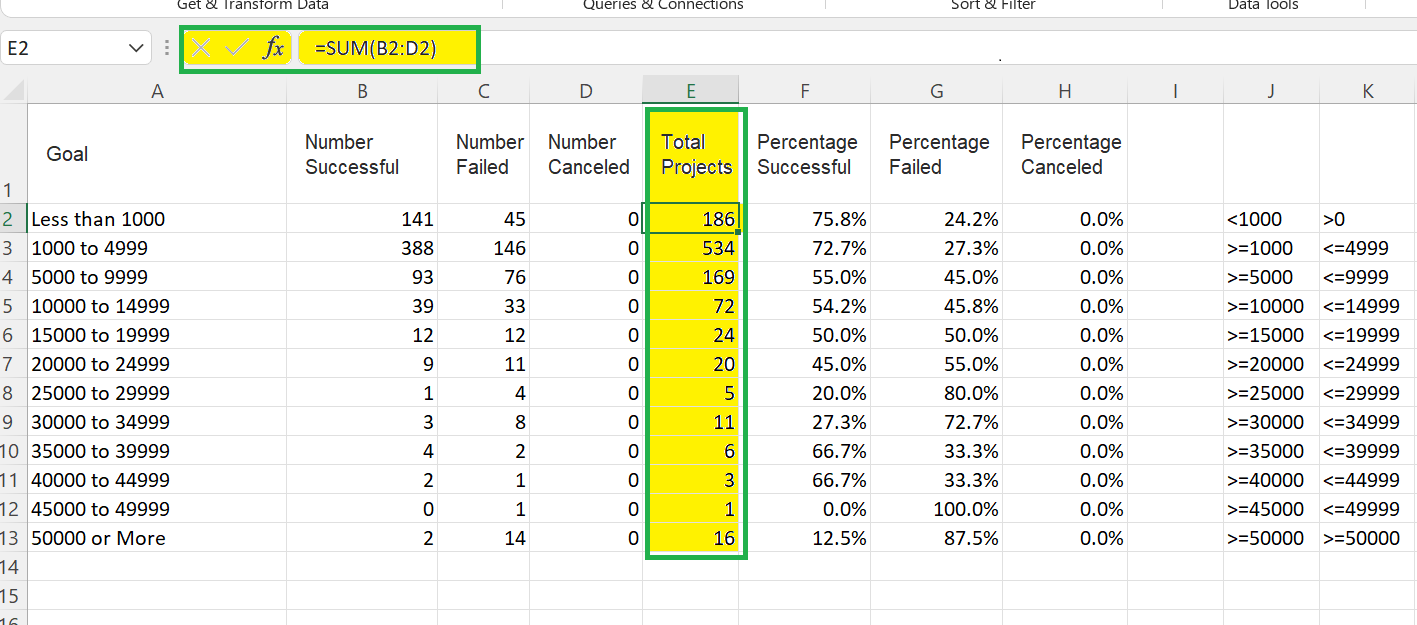 Get & Transform Data Queries & Connections Sort & Filter Data Tools
E2 fx =SUM(B2:D2)
A B C D E F G H I J K
1 Goal Number Successful Number Failed Number Canceled Total Projects Percentage Successful Percentage Failed Percentage Canceled
2 Less than 1000 141 45 0 186 75.8% 24.2% 0.0% <1000 >0
3 1000 to 4999 388 146 0 534 72.7% 27.3% 0.0% >=1000 <=4999
4 5000 to 9999 93 76 0 169 55.0% 45.0% 0.0% >=5000 <=9999
5 10000 to 14999 39 33 0 72 54.2% 45.8% 0.0% >=10000 <=14999
6 15000 to 19999 12 12 0 24 50.0% 50.0% 0.0% >=15000 <=19999
7 20000 to 24999 9 11 0 20 45.0% 55.0% 0.0% >=20000 <=24999
8 25000 to 29999 1 4 0 5 20.0% 80.0% 0.0% >=25000 <=29999
9 30000 to 34999 3 8 0 11 27.3% 72.7% 0.0% >=30000 <=34999
10 35000 to 39999 4 2 0 6 66.7% 33.3% 0.0% >=35000 <=39999
11 40000 to 44999 2 1 0 3 66.7% 33.3% 0.0% >=40000 <=44999
12 45000 to 49999 0 1 0 1 0.0% 100.0% 0.0% >=45000 <=49999
13 50000 or More 2 14 0 16 12.5% 87.5% 0.0% >=50000 >=50000
14
15
16